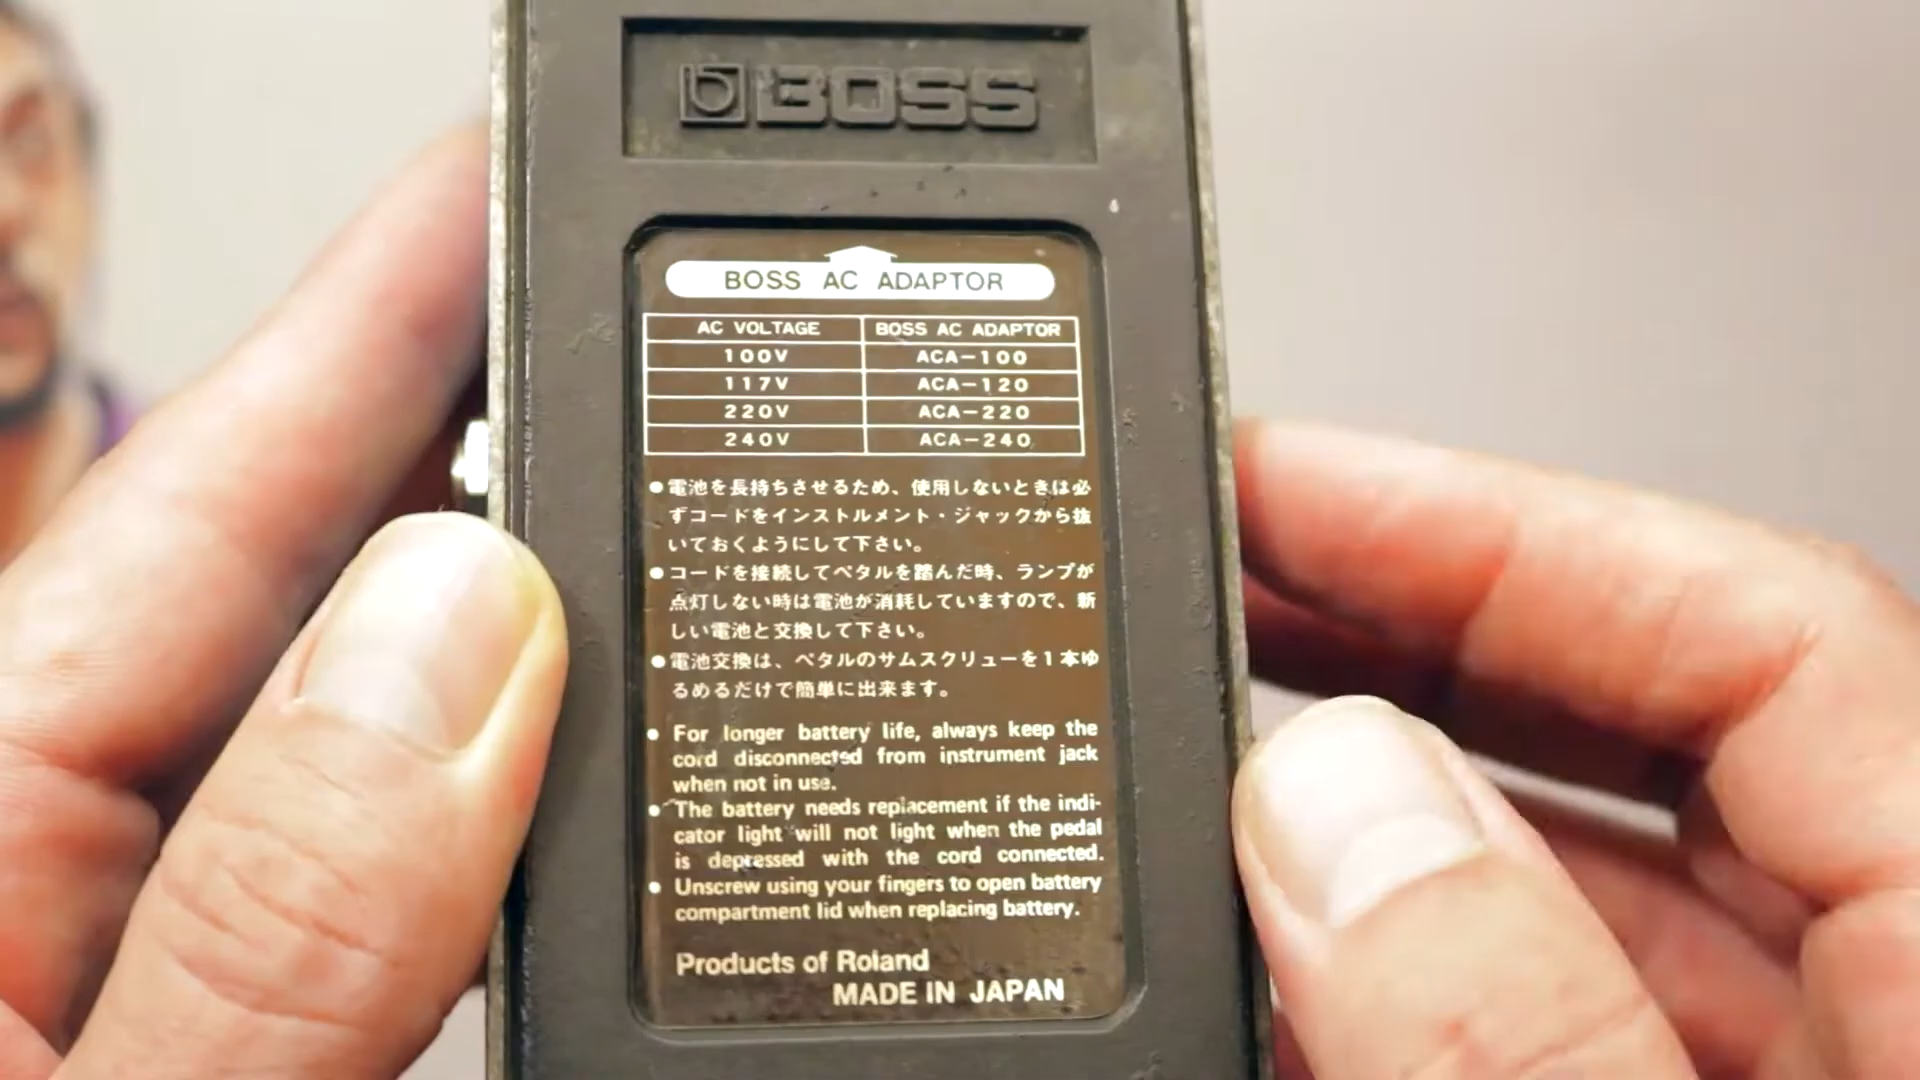 BOSS
BOSS AC ADAPTOR
AC VOLTAGE BOSS AC ADAPTOR
100V ACA-100
117V ACA-120
220V ACA-220
240V ACA-240
●電池を長持ちさせるため、使用しないときは必
ずコードをインストルメント・ジャックから抜
いておくようにして下さい。
●コードを接続してペタルを踏んだ時、ランプが
点灯しない時は電池が消耗していますので、新
しい電池と交換して下さい。
●電池交換は、ペタルのサムスクリューを1本ゆ
るめるだけで簡単に出来ます。
● For longer battery life, always keep the
cord disconnected from instrument jack
when not in use.
● The battery needs replacement if the indi-
cator light will not light when the pedal
is depressed with the cord connected.
● Unscrew using your fingers to open battery
compartment lid when replacing battery.
Products of Roland
MADE IN JAPAN